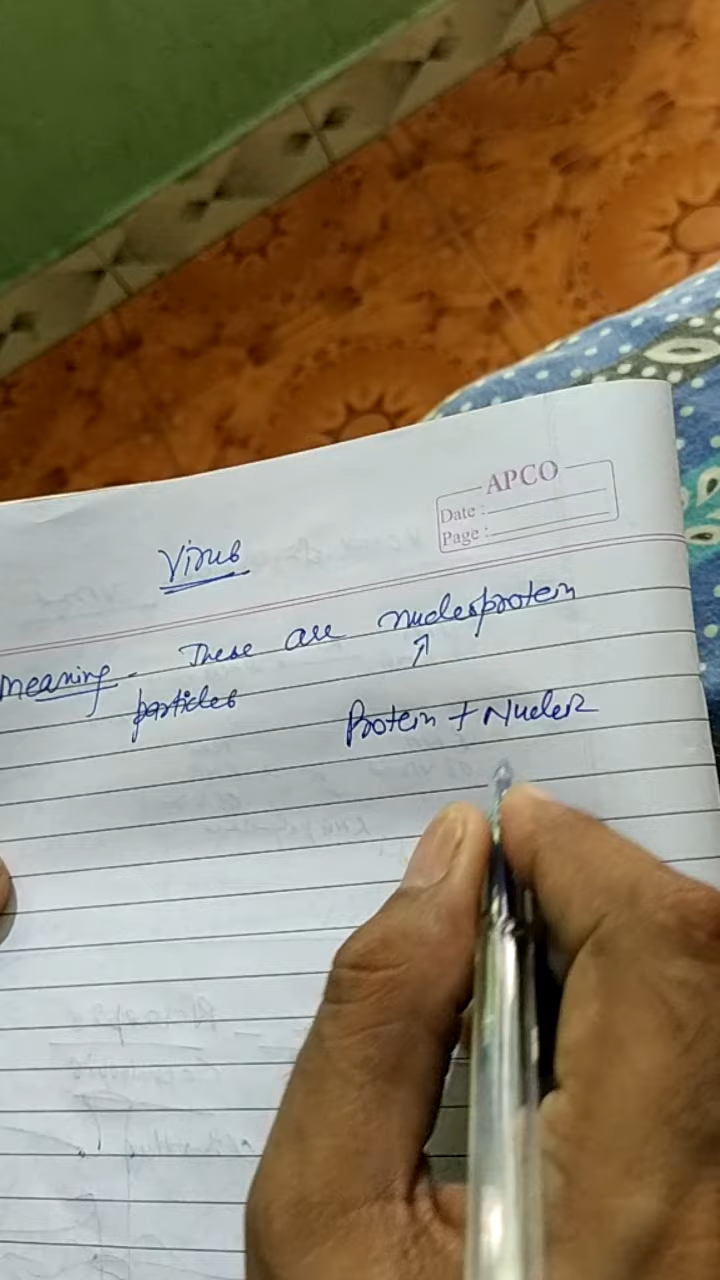 APCO
Date :
Page :
Virus
Meaning - These are nucleoprotein
particles
Protein + Nucleic